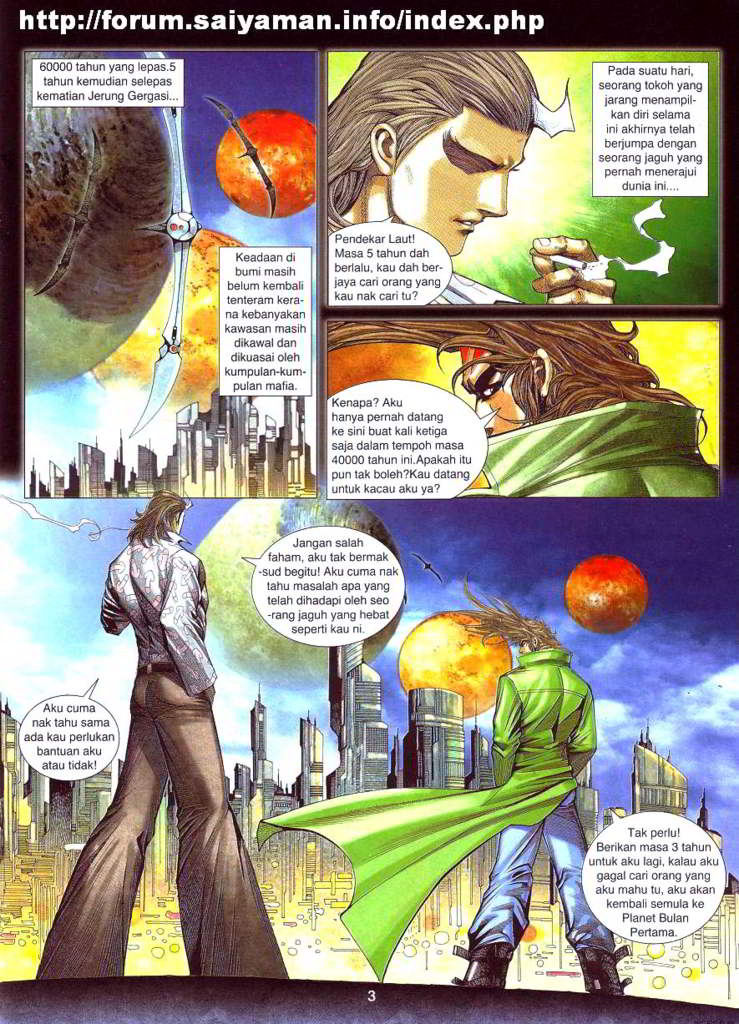 http://forum.saiyaman.info/index.php
60000 tahun yang lepas.5
tahun kemudian selepas
kematian Jerung Gergasi...
Keadaan di
bumi masih
belum kembali
tenteram kera-
na kebanyakan
kawasan masih
dikawal dan
dikuasai oleh
kumpulan-kum-
pulan mafia.
Pada suatu hari,
seorang tokoh yang
jarang menampil-
kan diri selama
ini akhirnya telah
berjumpa dengan
seorang jaguh yang
pernah menerajui
dunia ini....
Pendekar Laut!
Masa 5 tahun dah
berlalu, kau dah ber-
jaya cari orang yang
kau nak cari tu?
Kenapa? Aku
hanya pernah datang
ke sini buat kali ketiga
saja dalam tempoh masa
40000 tahun ini.Apakah itu
pun tak boleh?Kau datang
untuk kacau aku ya?
Jangan salah
faham, aku tak bermak
-sud begitu! Aku cuma nak
tahu masalah apa yang
telah dihadapi oleh seo
-rang jaguh yang hebat
seperti kau ni.
Aku cuma
nak tahu sama
ada kau perlukan
bantuan aku
atau tidak!
Tak perlu!
Berikan masa 3 tahun
untuk aku lagi, kalau aku
gagal cari orang yang
aku mahu tu, aku akan
kembali semula ke
Planet Bulan
Pertama.
3